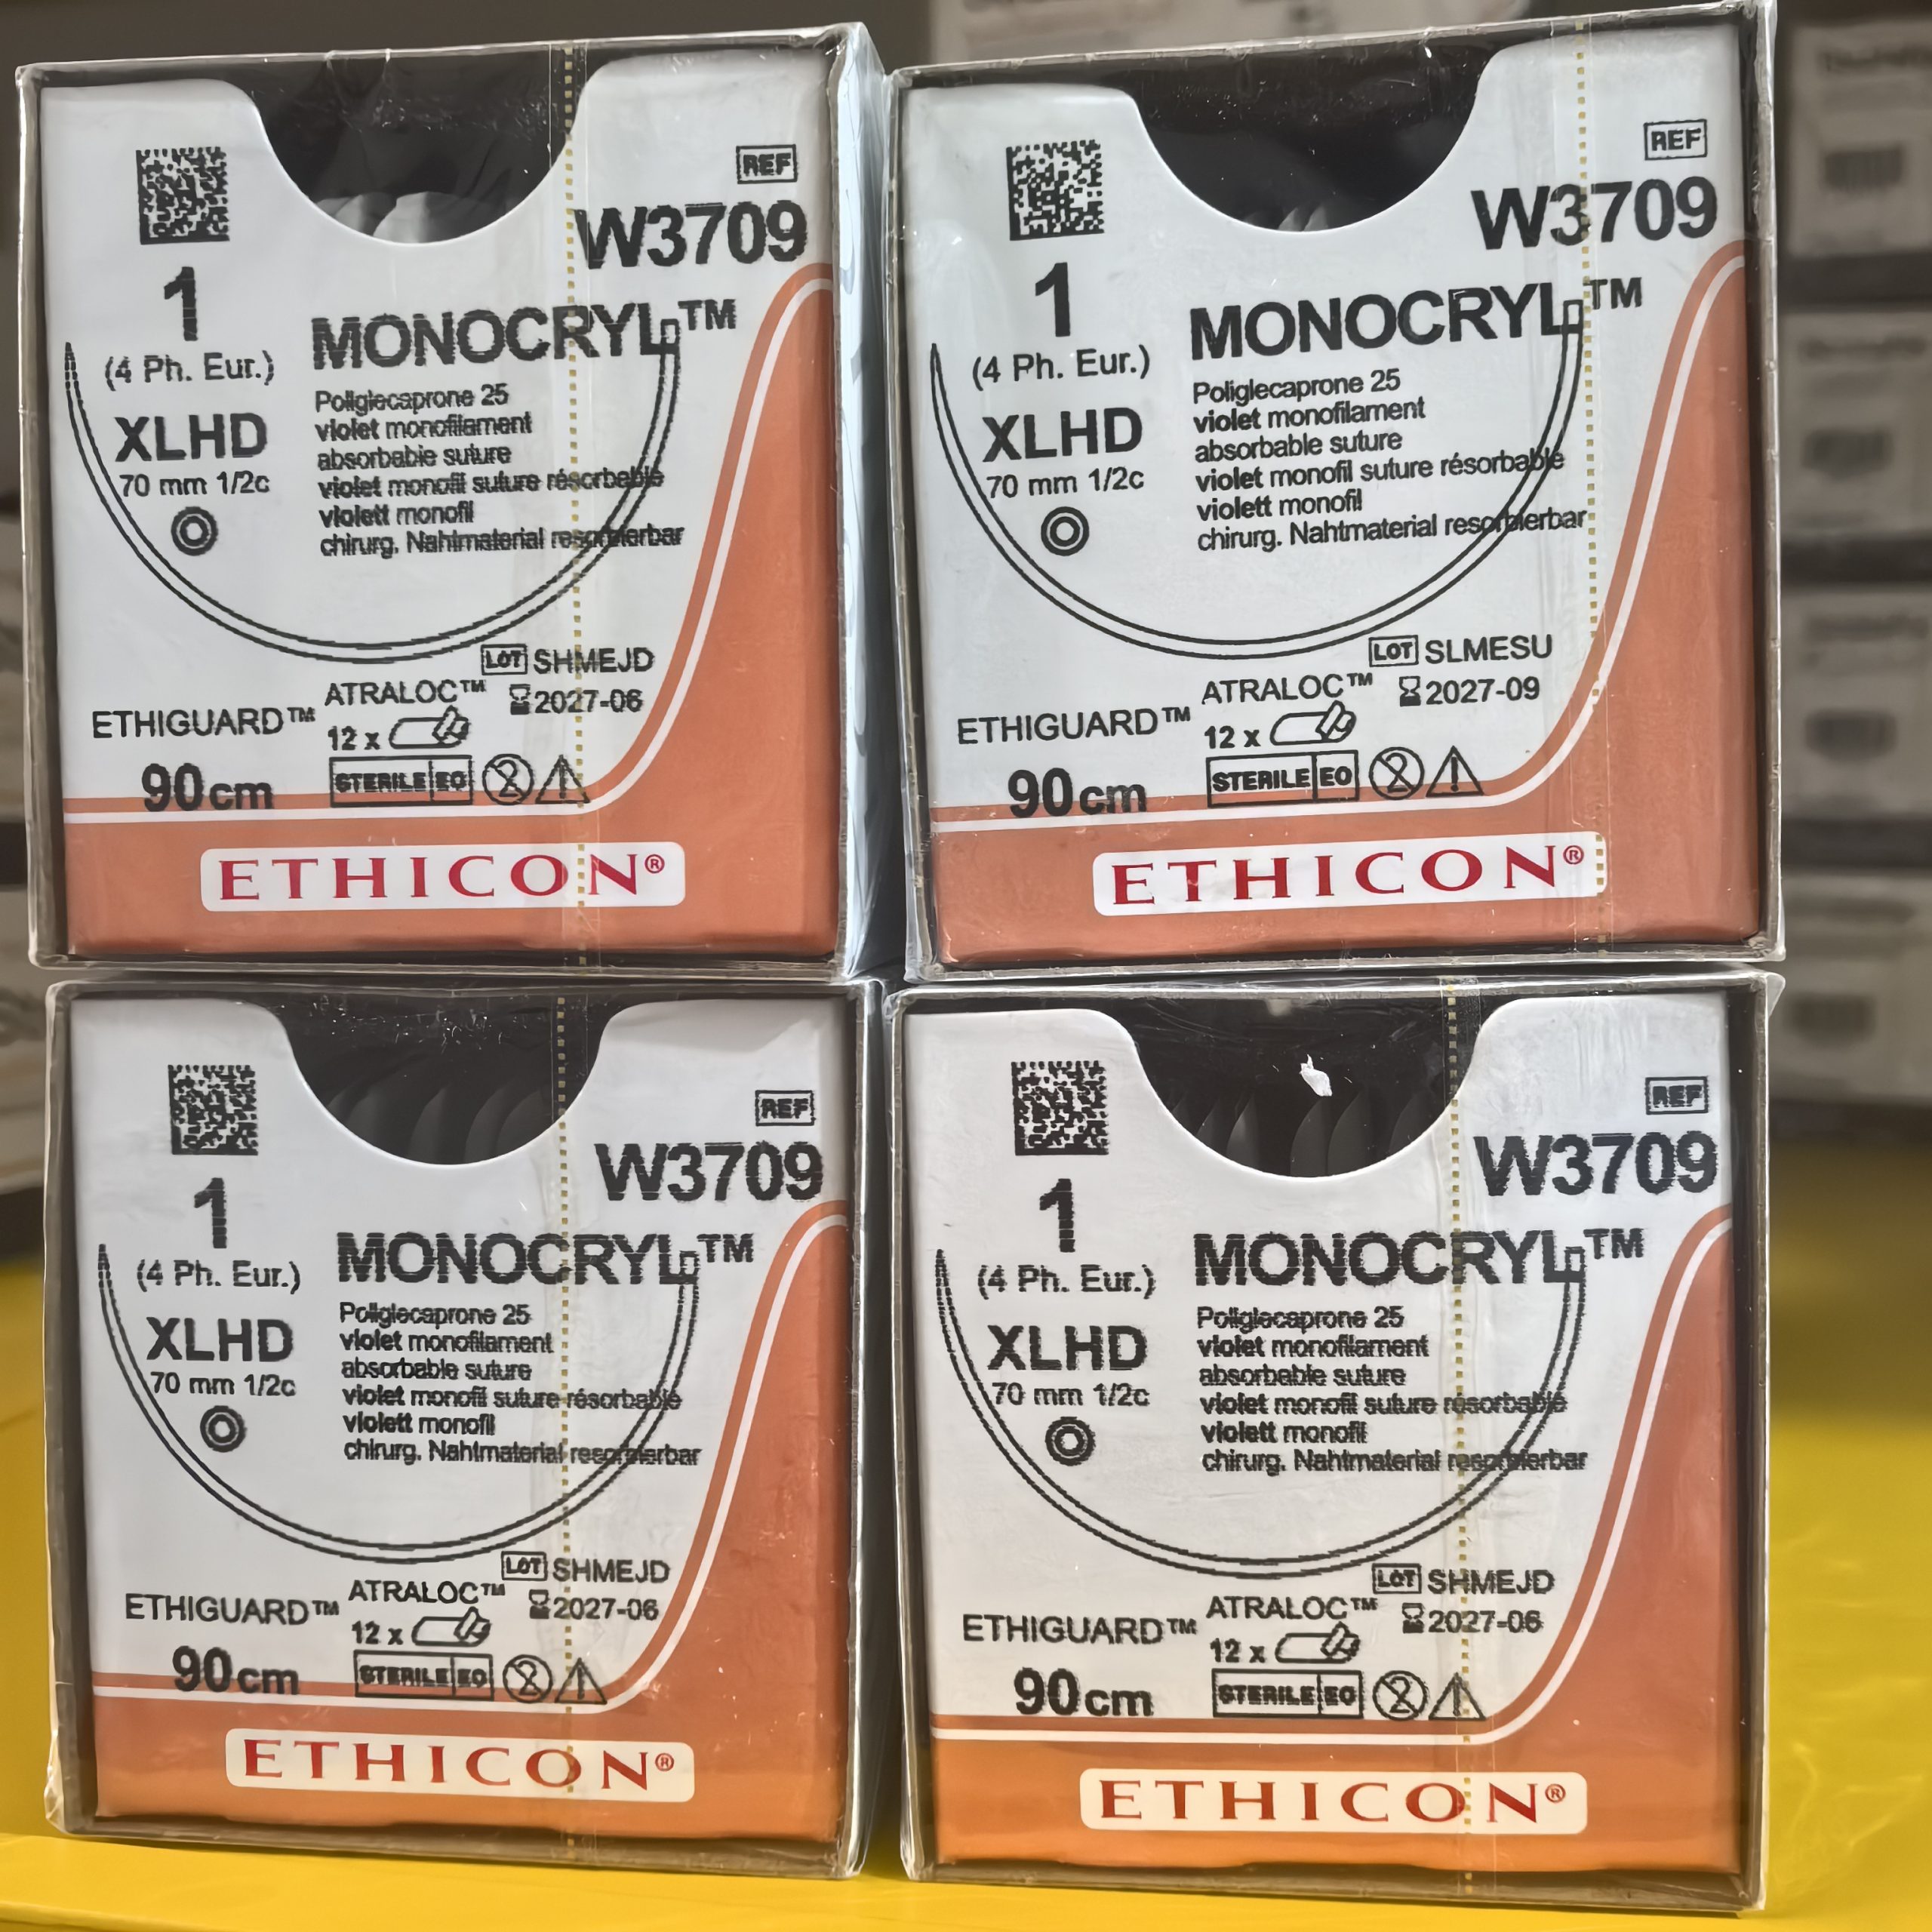 REF
W3709
1
(4 Ph. Eur.)
MONOCRYL™
XLHD
70 mm 1/2c
Poliglecaprone 25
violet monofilament
absorbable suture
violet monofil suture résorbable
violett monofil
chirurg. Nahtmaterial resorbierbar
LOT SHMEJD
2027-06
ETHIGUARD™
ATRALOC™
12 x
90cm
STERILE EO
2
ETHICON®
REF
W3709
1
(4 Ph. Eur.)
MONOCRYL™
XLHD
70 mm 1/2c
Poliglecaprone 25
violet monofilament
absorbable suture
violet monofil suture résorbable
violett monofil
chirurg. Nahtmaterial resorbierbar
LOT SLMESU
2027-09
ETHIGUARD™
ATRALOC™
12 x
90cm
STERILE EO
2
ETHICON®
REF
W3709
1
(4 Ph. Eur.)
MONOCRYL™
XLHD
70 mm 1/2c
Poliglecaprone 25
violet monofilament
absorbable suture
violet monofil suture résorbable
violett monofil
chirurg. Nahtmaterial resorbierbar
LOT SHMEJD
2027-06
ETHIGUARD™
ATRALOC™
12 x
90cm
STERILE EO
2
ETHICON®
REF
W3709
1
(4 Ph. Eur.)
MONOCRYL™
XLHD
70 mm 1/2c
Poliglecaprone 25
violet monofilament
absorbable suture
violet monofil suture résorbable
violett monofil
chirurg. Nahtmaterial resorbierbar
LOT SHMEJD
2027-06
ETHIGUARD™
ATRALOC™
12 x
90cm
STERILE EO
2
ETHICON®